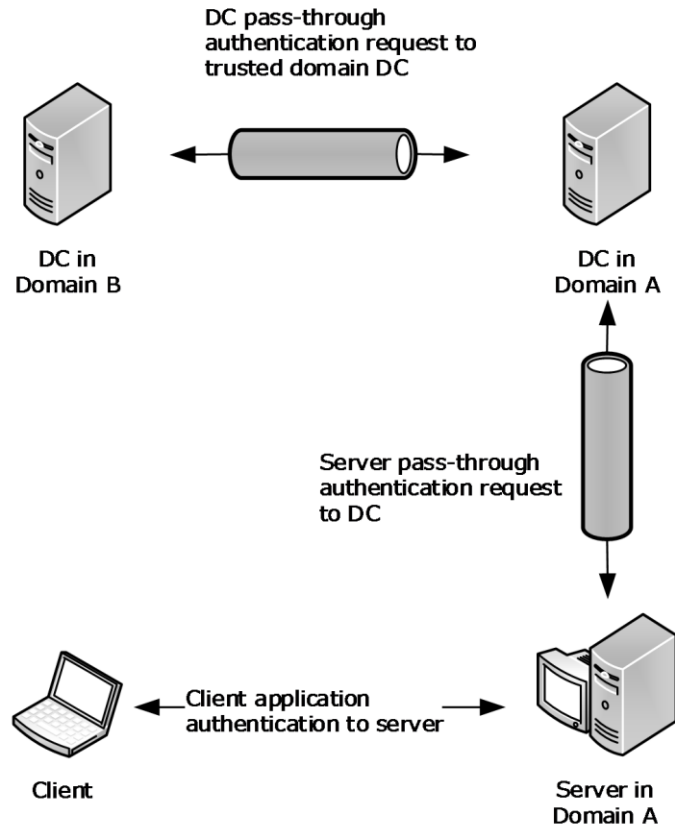 DC pass-through
authentication request to
trusted domain DC
DC in
Domain B
DC in
Domain A
Server pass-through
authentication request
to DC
Client application
authentication to server
Client
Server in
Domain A